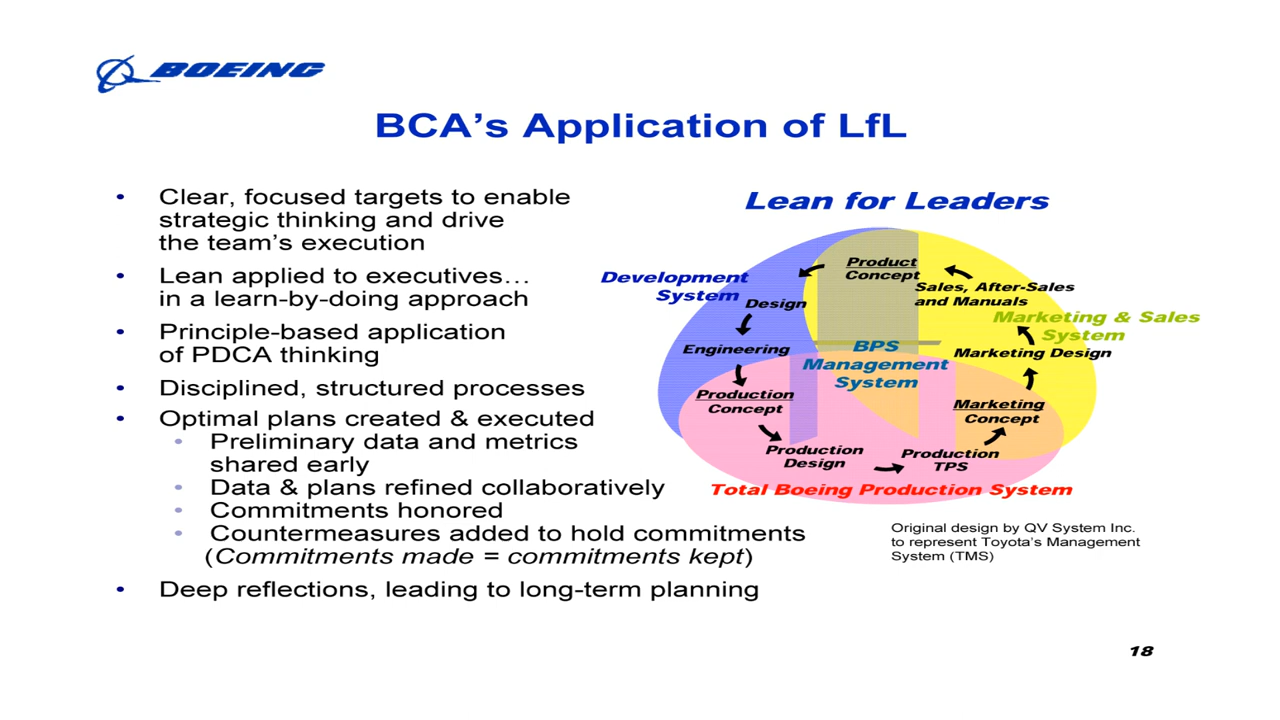 BOEING
BCA's Application of LfL
• Clear, focused targets to enable
strategic thinking and drive
the team's execution
• Lean applied to executives…
in a learn-by-doing approach
• Principle-based application
of PDCA thinking
• Disciplined, structured processes
• Optimal plans created & executed
• Preliminary data and metrics
shared early
• Data & plans refined collaboratively
• Commitments honored
• Countermeasures added to hold commitments
(Commitments made = commitments kept)
• Deep reflections, leading to long-term planning
Lean for Leaders
Product
Concept
Development
System
Design
Engineering
Production
Concept
Production
Design
Production
TPS
Marketing
Concept
Marketing Design
Sales, After-Sales
and Manuals
Marketing & Sales
System
BPS
Management
System
Total Boeing Production System
Original design by QV System Inc.
to represent Toyota's Management
System (TMS)
18